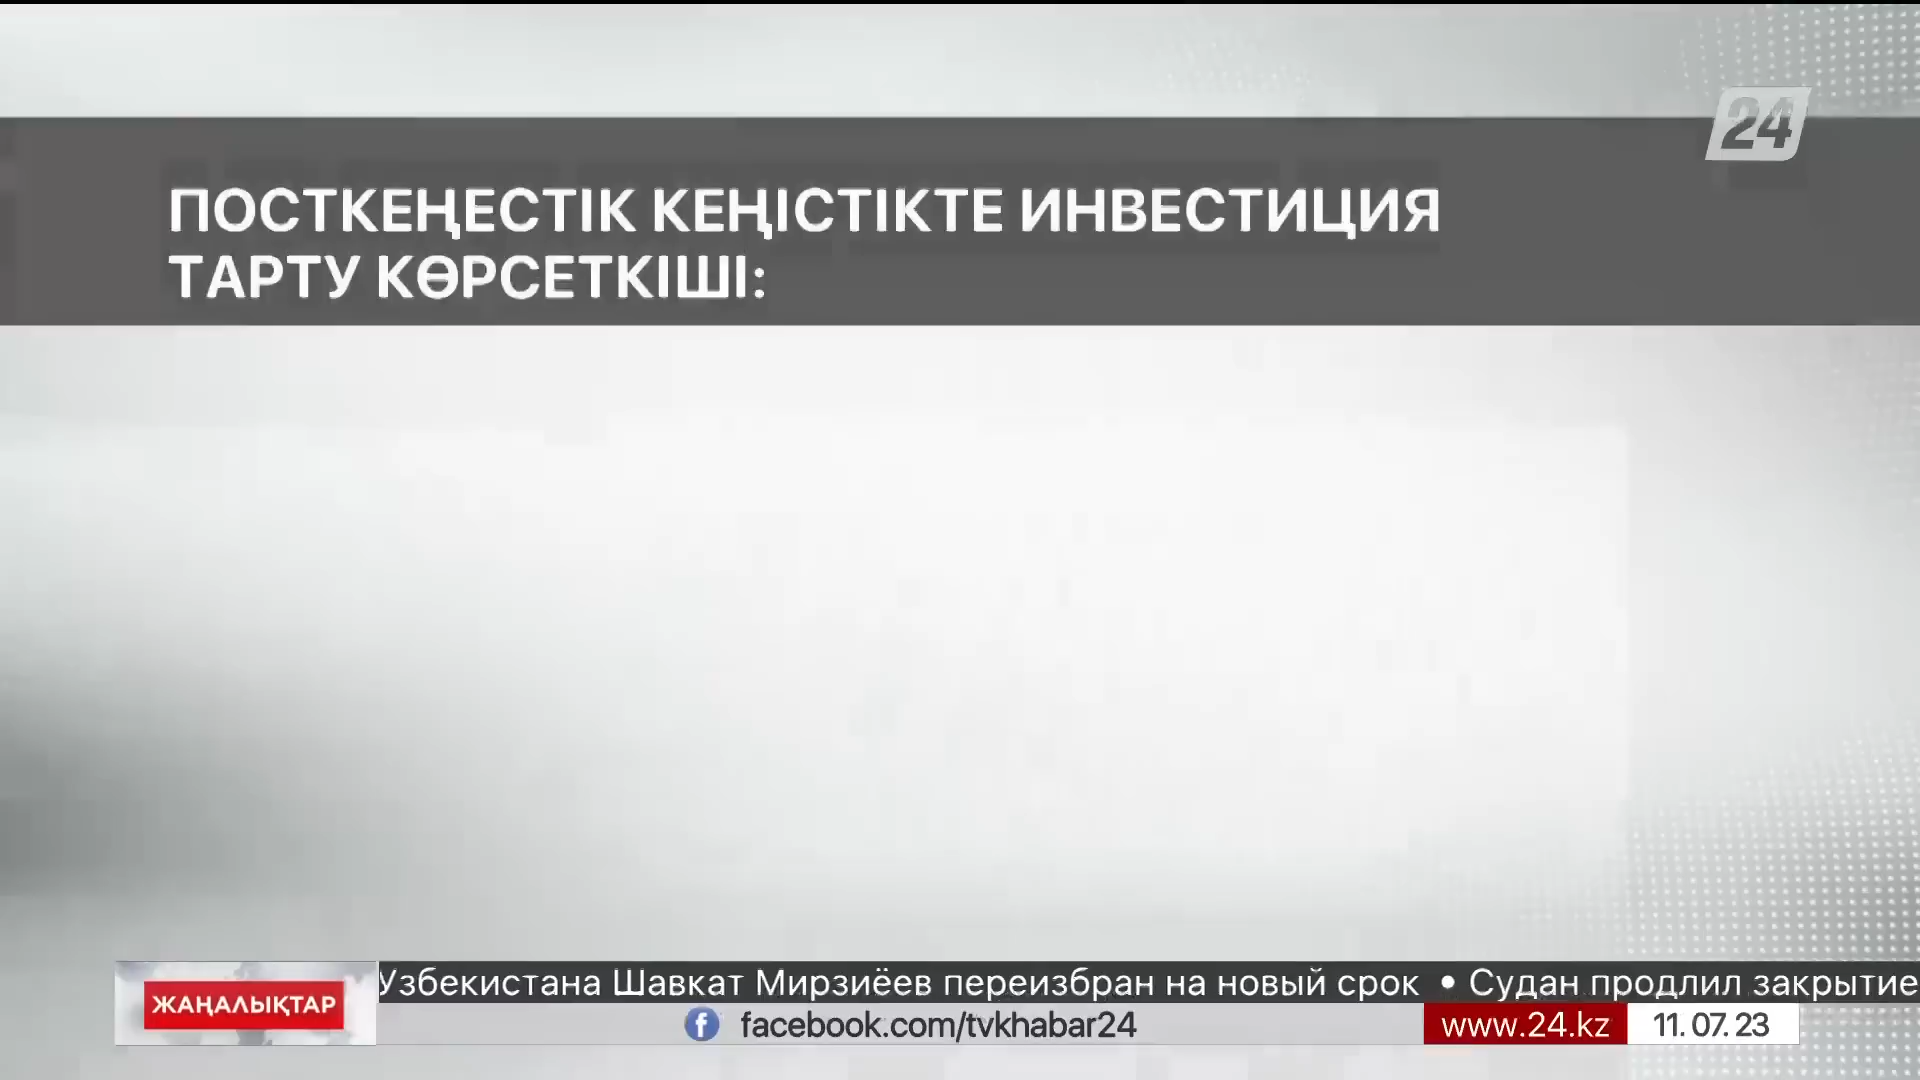 24
ПОСТКЕҢЕСТІК КЕҢІСТІКТЕ ИНВЕСТИЦИЯ
ТАРТУ КӨРСЕТКІШІ:
Узбекистана Шавкат Мирзиёев переизбран на новый срок • Судан продлил закрытие
ЖАҢАЛЫҚТАР
facebook.com/tvkhabar24
www.24.kz
11.07.23